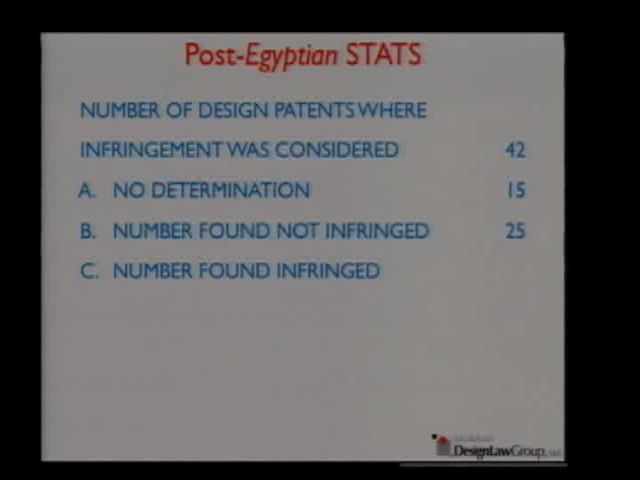 Post-Egyptian STATS
NUMBER OF DESIGN PATENTS WHERE
INFRINGEMENT WAS CONSIDERED 42
A. NO DETERMINATION 15
B. NUMBER FOUND NOT INFRINGED 25
C. NUMBER FOUND INFRINGED
DesignLawGroup,